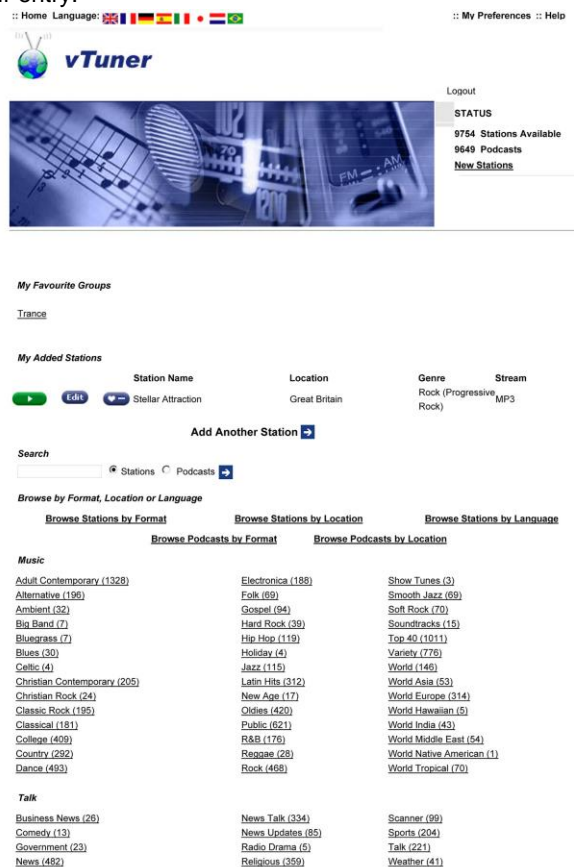 r entry.
:: Home Language:
:: My Preferences :: Help
vTuner
Logout
STATUS
9754 Stations Available
9649 Podcasts
New Stations
FM AM
My Favourite Groups
Trance
My Added Stations
Station Name Location Genre Stream
Edit Stellar Attraction Great Britain Rock (Progressive Rock) MP3
Add Another Station
Search
Stations Podcasts
Browse by Format, Location or Language
Browse Stations by Format Browse Stations by Location Browse Stations by Language
Browse Podcasts by Format Browse Podcasts by Location
Music
Adult Contemporary (1328) Electronica (188) Show Tunes (3)
Alternative (196) Folk (69) Smooth Jazz (69)
Ambient (32) Gospel (94) Soft Rock (70)
Big Band (7) Hard Rock (39) Soundtracks (15)
Bluegrass (7) Hip Hop (119) Top 40 (1011)
Blues (30) Holiday (4) Variety (776)
Celtic (4) Jazz (115) World (146)
Christian Contemporary (205) Latin Hits (312) World Asia (53)
Christian Rock (24) New Age (17) World Europe (314)
Classic Rock (195) Oldies (420) World Hawaiian (5)
Classical (181) Public (621) World India (43)
College (409) R&B (176) World Middle East (54)
Country (292) Reggae (28) World Native American (1)
Dance (493) Rock (468) World Tropical (70)
Talk
Business News (26) News Talk (334) Scanner (99)
Comedy (13) News Updates (85) Sports (204)
Government (23) Radio Drama (5) Talk (221)
News (482) Religious (359) Weather (41)